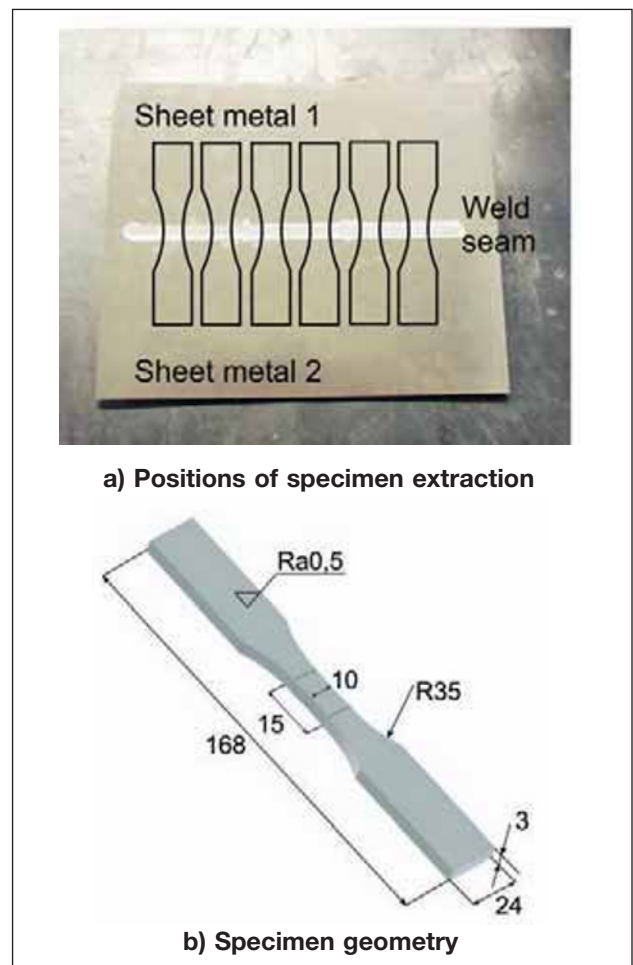 Sheet metal 1
Weld
seam
Sheet metal 2
a) Positions of specimen extraction
Ra0,5
10
R35
15
168
3
24
b) Specimen geometry